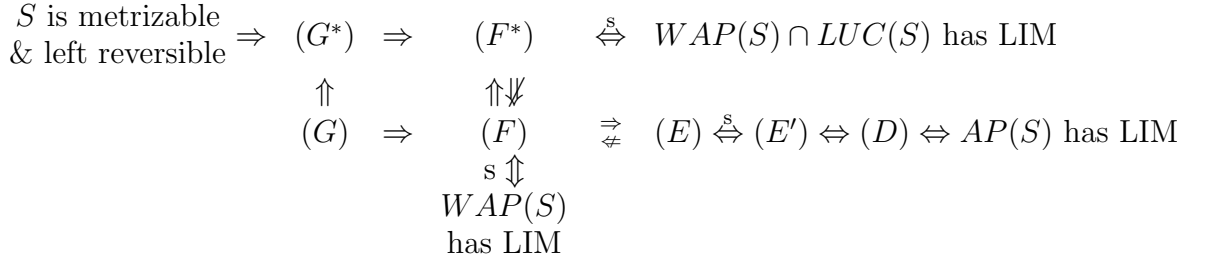 S is metrizable
& left reversible ⇒ (G*) ⇒ (F*) ⇔ˢ WAP(S) ∩ LUC(S) has LIM
⇑ ⇑⇓̸
(G) ⇒ (F) ⇒⇍ (E) ⇔ˢ (E′) ⇔ (D) ⇔ AP(S) has LIM
s ⇕
WAP(S)
has LIM